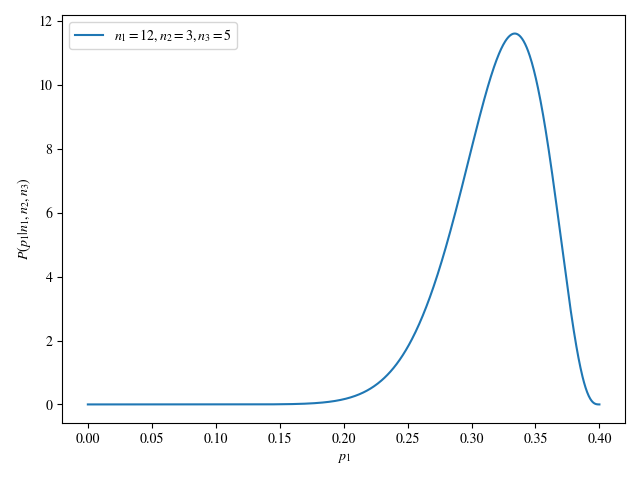 n₁ = 12, n₂ = 3, n₃ = 5
12
10
8
6
4
2
0
P(p₁|n₁, n₂, n₃)
0.00 0.05 0.10 0.15 0.20 0.25 0.30 0.35 0.40
p₁